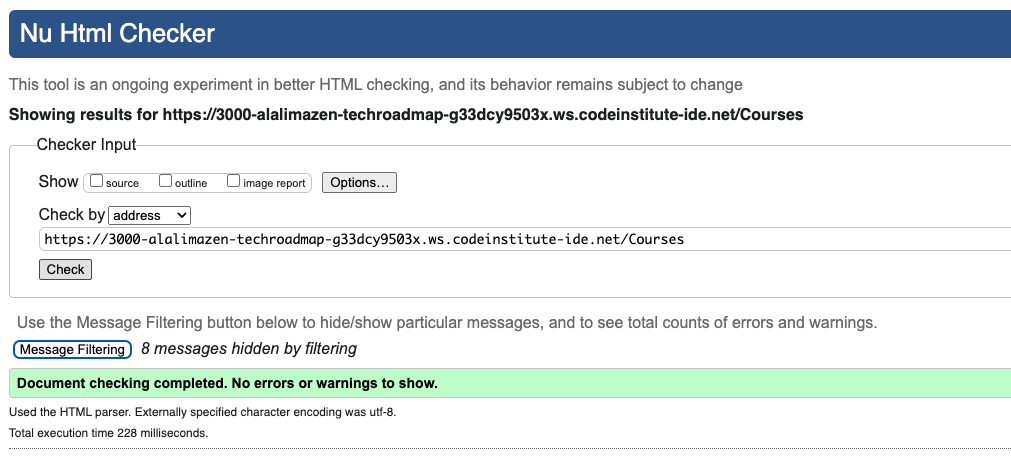 Nu Html Checker
This tool is an ongoing experiment in better HTML checking, and its behavior remains subject to change
Showing results for https://3000-alalimazen-techroadmap-g33dcy9503x.ws.codeinstitute-ide.net/Courses
Checker Input
Show source outline image report Options...
Check by address
https://3000-alalimazen-techroadmap-g33dcy9503x.ws.codeinstitute-ide.net/Courses
Check
Use the Message Filtering button below to hide/show particular messages, and to see total counts of errors and warnings.
Message Filtering 8 messages hidden by filtering
Document checking completed. No errors or warnings to show.
Used the HTML parser. Externally specified character encoding was utf-8.
Total execution time 228 milliseconds.